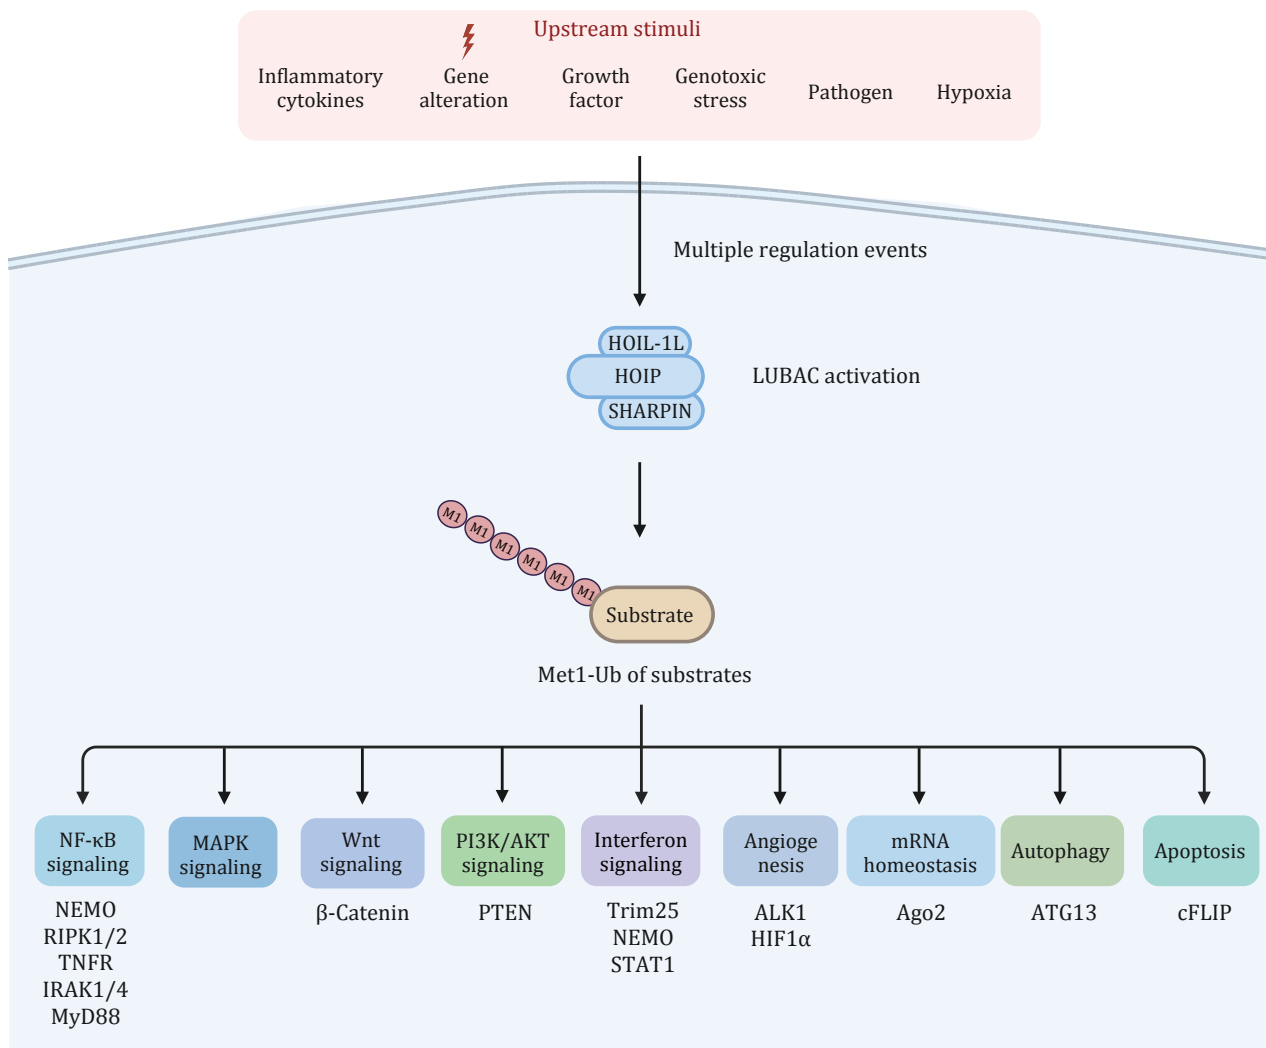 Upstream stimuli
Inflammatory
cytokines
Gene
alteration
Growth
factor
Genotoxic
stress
Pathogen
Hypoxia
Multiple regulation events
HOIL-1L
HOIP
SHARPIN
LUBAC activation
M1
M1
M1
M1
M1
M1
Substrate
Met1-Ub of substrates
NF-κB
signaling
MAPK
signaling
Wnt
signaling
PI3K/AKT
signaling
Interferon
signaling
Angioge
nesis
mRNA
homeostasis
Autophagy
Apoptosis
NEMO
RIPK1/2
TNFR
IRAK1/4
MyD88
β-Catenin
PTEN
Trim25
NEMO
STAT1
ALK1
HIF1α
Ago2
ATG13
cFLIP